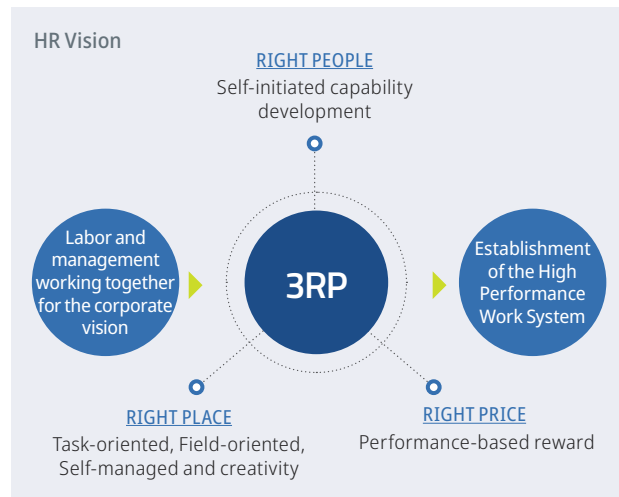 HR Vision
RIGHT PEOPLE
Self-initiated capability
development
Labor and
management
working together
for the corporate
vision
3RP
Establishment
of the High
Performance
Work System
RIGHT PLACE
Task-oriented, Field-oriented,
Self-managed and creativity
RIGHT PRICE
Performance-based reward